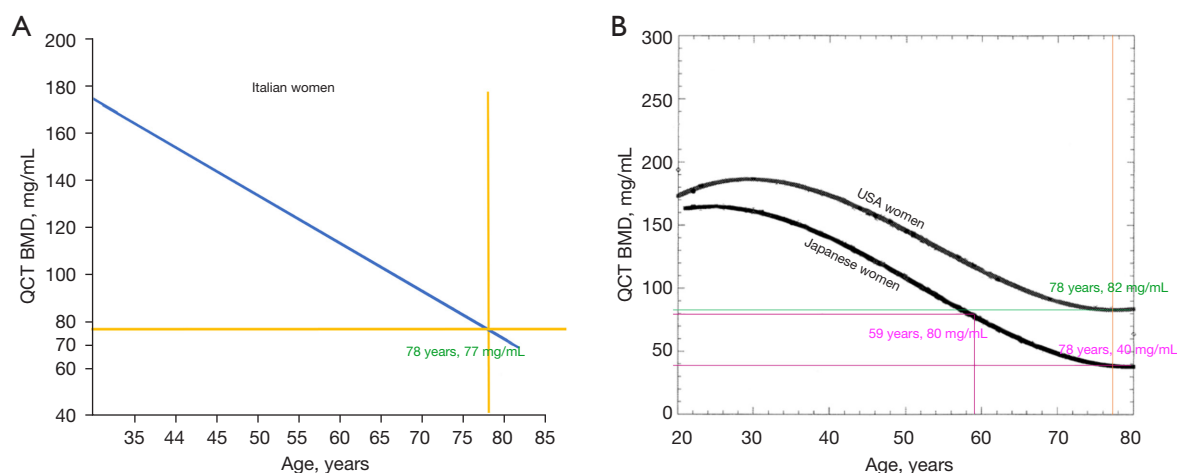 A
200
180
160
140
120
100
80
70
60
40
QCT BMD, mg/mL
Italian women
78 years, 77 mg/mL
35 44 45 50 55 60 65 70 75 78 80 85
Age, years
B
300
250
200
150
100
50
0
QCT BMD, mg/mL
USA women
Japanese women
78 years, 82 mg/mL
59 years, 80 mg/mL
78 years, 40 mg/mL
20 30 40 50 60 70 80
Age, years